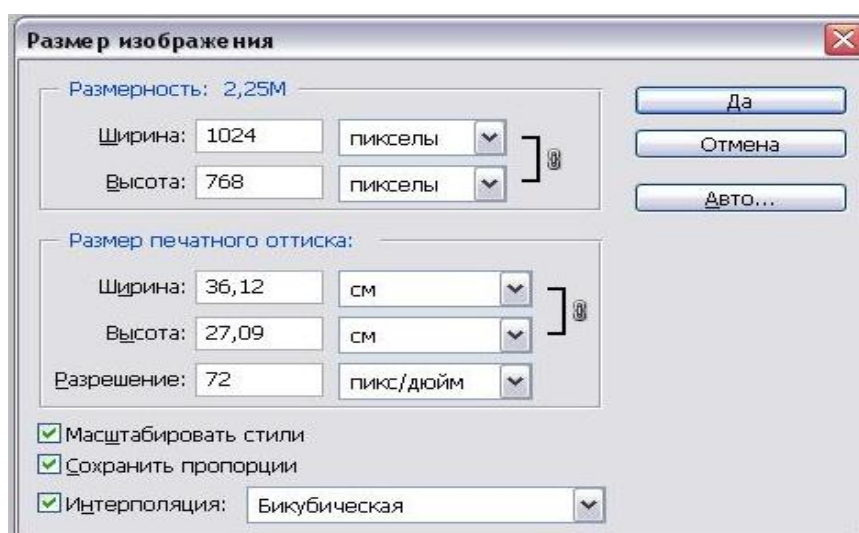 Размер изображения
Размерность: 2,25M
Ширина: 1024 пикселы
Высота: 768 пикселы
Да
Отмена
Авто...
Размер печатного оттиска:
Ширина: 36,12 см
Высота: 27,09 см
Разрешение: 72 пикс/дюйм
Масштабировать стили
Сохранить пропорции
Интерполяция: Бикубическая